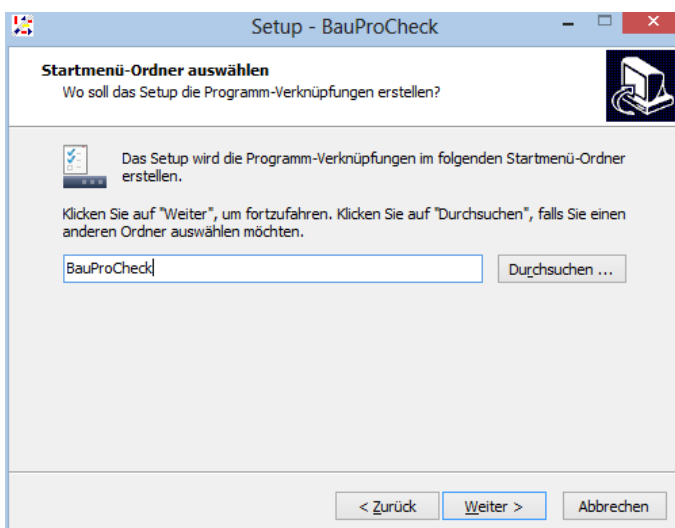 Setup - BauProCheck
Startmenü-Ordner auswählen
Wo soll das Setup die Programm-Verknüpfungen erstellen?
Das Setup wird die Programm-Verknüpfungen im folgenden Startmenü-Ordner
erstellen.
Klicken Sie auf "Weiter", um fortzufahren. Klicken Sie auf "Durchsuchen", falls Sie einen
anderen Ordner auswählen möchten.
BauProCheck
Durchsuchen ...
< Zurück
Weiter >
Abbrechen